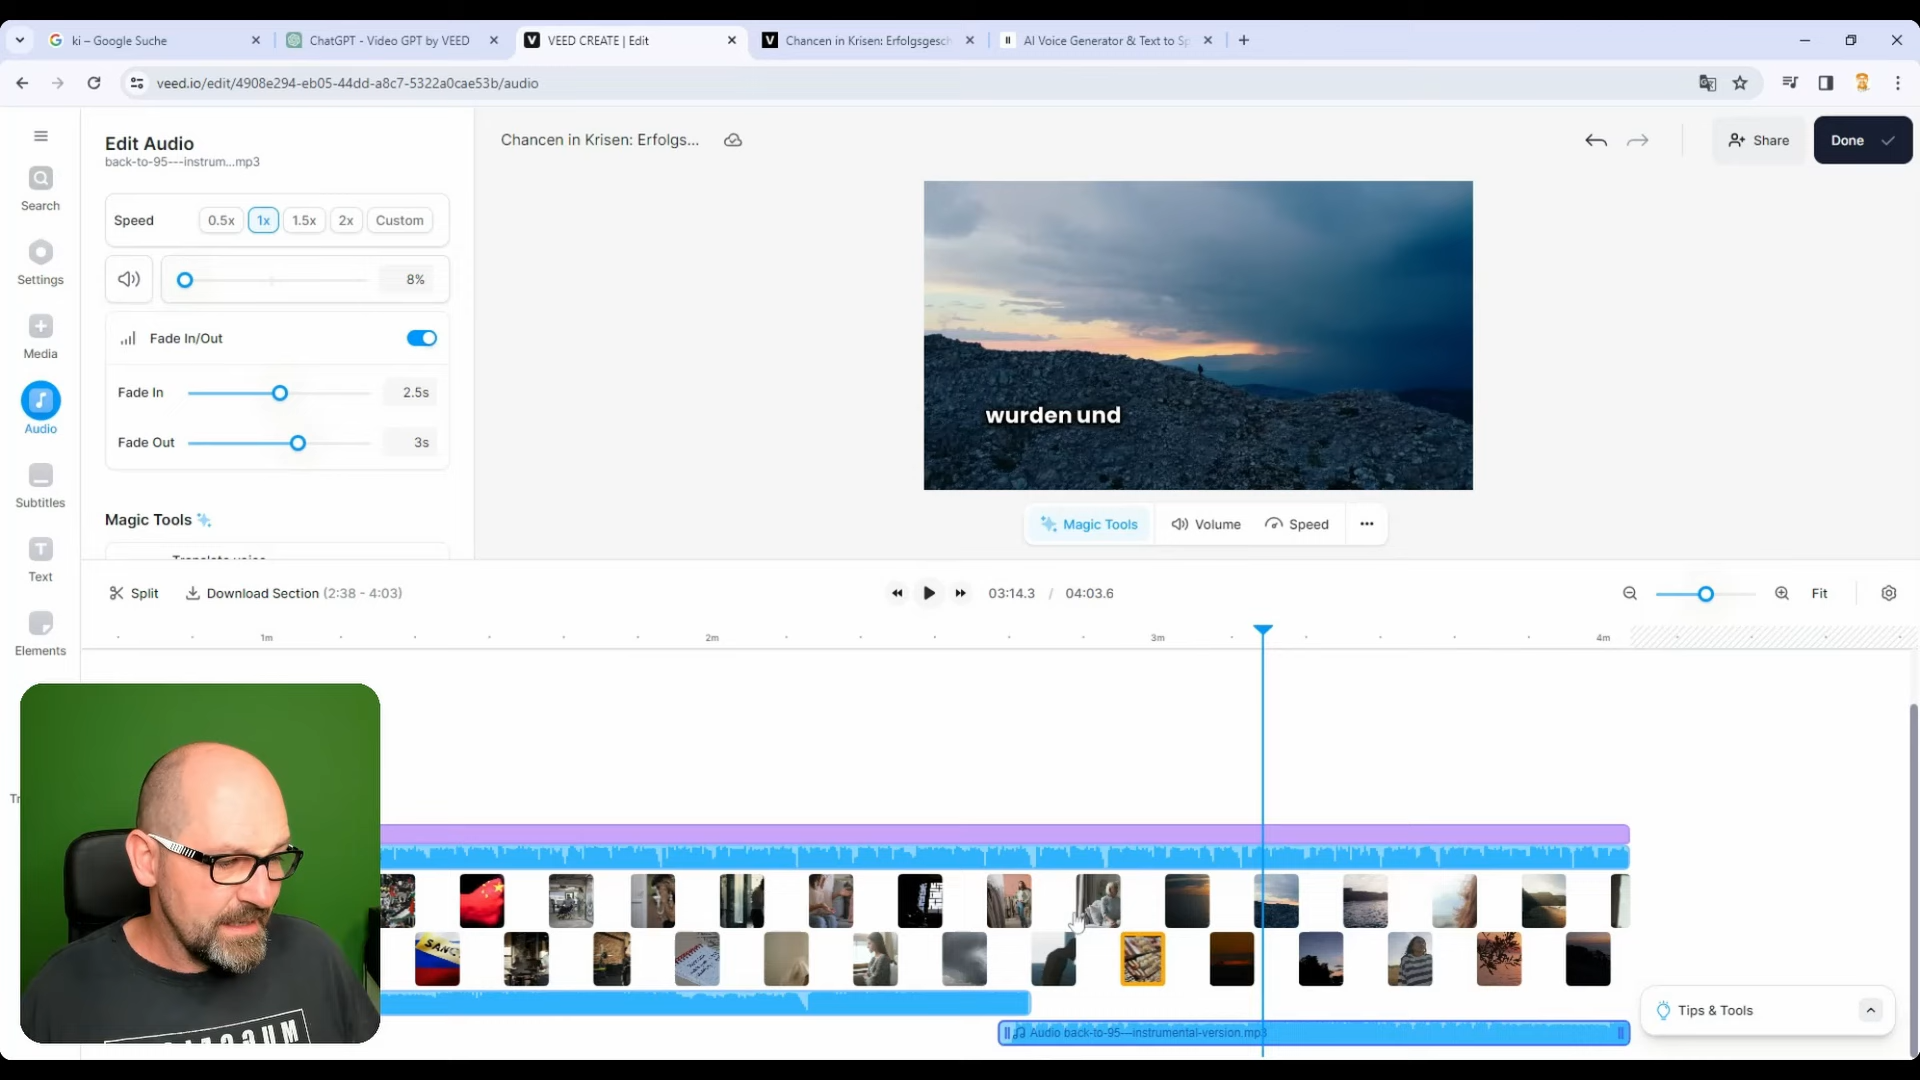 ki – Google Suche
ChatGPT - Video GPT by VEED
VEED CREATE | Edit
Chancen in Krisen: Erfolgsgesch
AI Voice Generator & Text to Sp
veed.io/edit/4908e294-eb05-44dd-a8c7-5322a0cae53b/audio
Edit Audio
back-to-95---instrum...mp3
Chancen in Krisen: Erfolgs...
Share
Done
Search
Speed
0.5x
1x
1.5x
2x
Custom
Settings
8%
Fade In/Out
Media
Fade In
2.5s
Audio
Fade Out
3s
wurden und
Subtitles
Magic Tools
Translate voice
Magic Tools
Volume
Speed
Text
Split
Download Section (2:38 - 4:03)
03:14.3 / 04:03.6
Fit
Elements
1m
2m
3m
4m
SANC
Audio back-to-95---instrumental-version.mp3
Tips & Tools